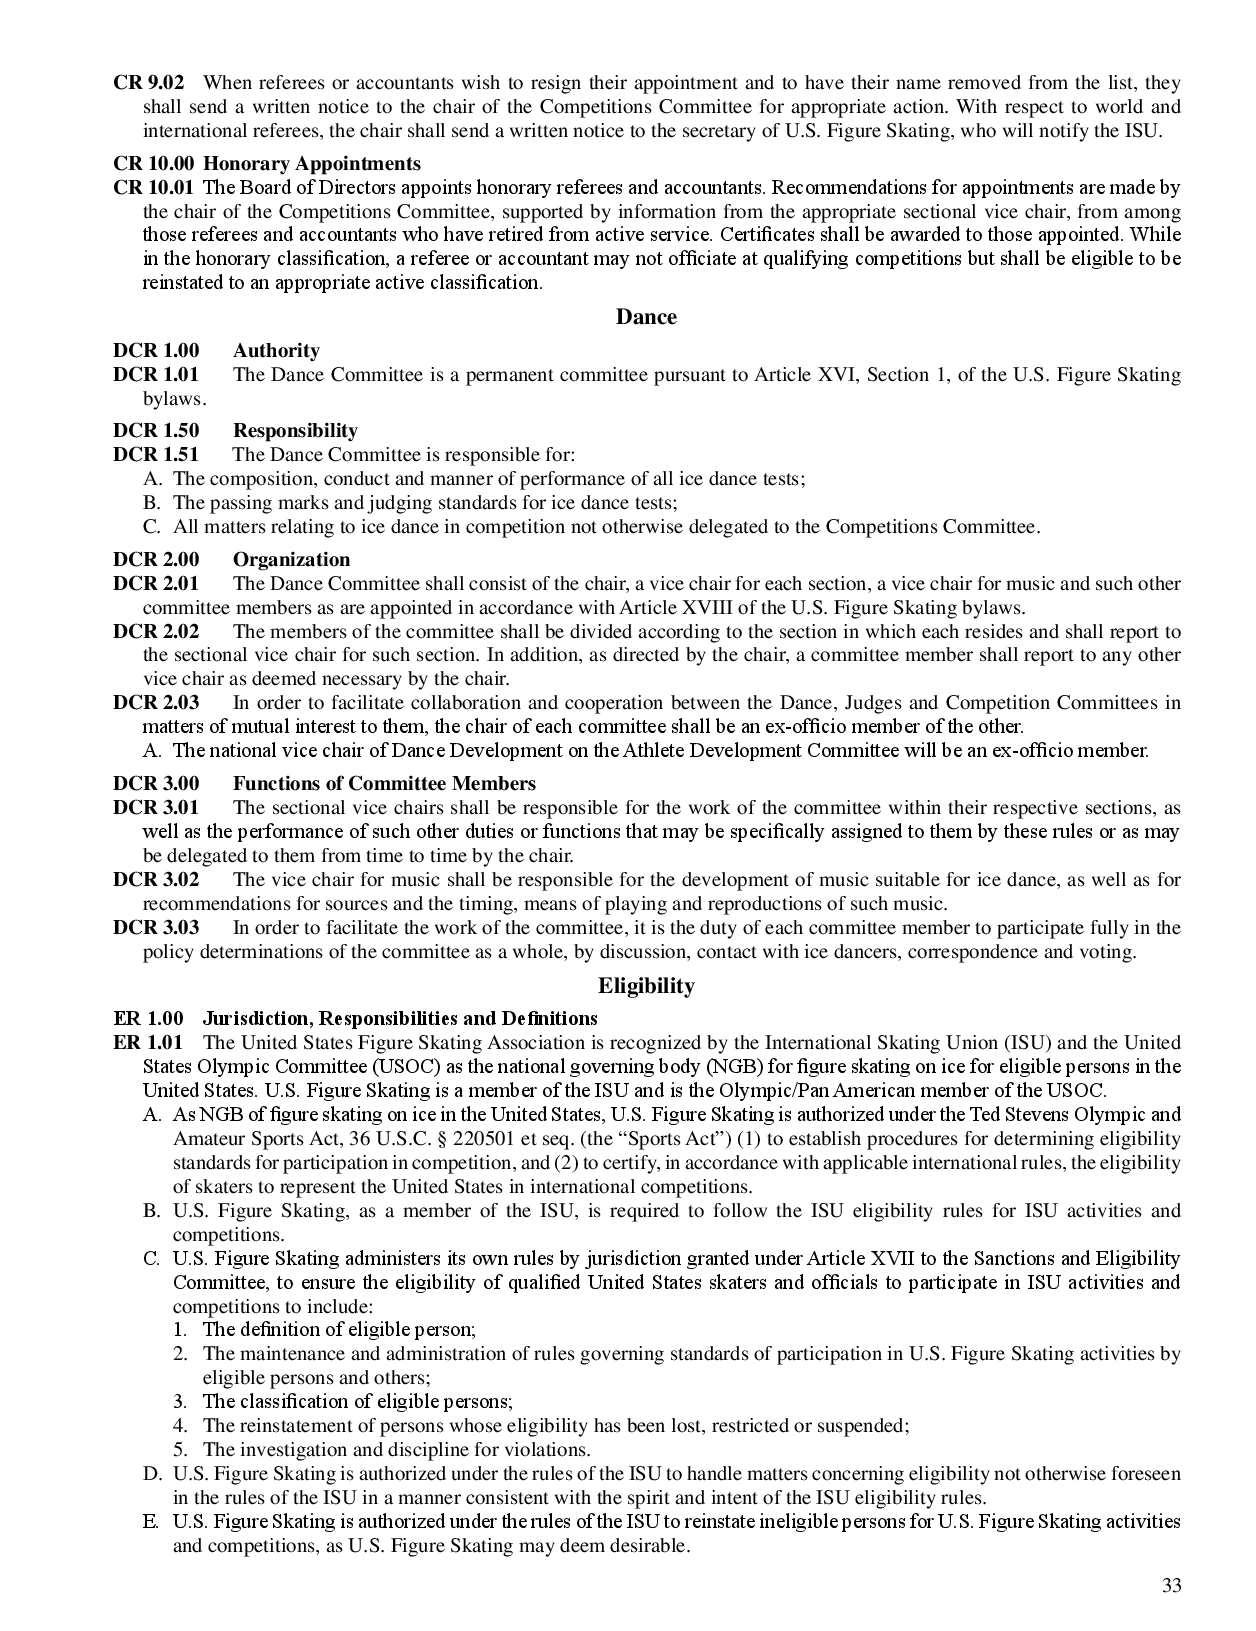 CR 9.02 When referees or accountants wish to resign their appointment and to have their name removed from the list, they
shall send a written notice to the chair of the Competitions Committee for appropriate action. With respect to world and
international referees, the chair shall send a written notice to the secretary of U.S. Figure Skating, who will notify the ISU.
CR 10.00 Honorary Appointments
CR 10.01 The Board of Directors appoints honorary referees and accountants. Recommendations for appointments are made by
the chair of the Competitions Committee, supported by information from the appropriate sectional vice chair, from among
those referees and accountants who have retired from active service. Certificates shall be awarded to those appointed. While
in the honorary classification, a referee or accountant may not officiate at qualifying competitions but shall be eligible to be
reinstated to an appropriate active classification.
Dance
DCR 1.00 Authority
DCR 1.01 The Dance Committee is a permanent committee pursuant to Article XVI, Section 1, of the U.S. Figure Skating
bylaws.
DCR 1.50 Responsibility
DCR 1.51 The Dance Committee is responsible for:
A. The composition, conduct and manner of performance of all ice dance tests;
B. The passing marks and judging standards for ice dance tests;
C. All matters relating to ice dance in competition not otherwise delegated to the Competitions Committee.
DCR 2.00 Organization
DCR 2.01 The Dance Committee shall consist of the chair, a vice chair for each section, a vice chair for music and such other
committee members as are appointed in accordance with Article XVIII of the U.S. Figure Skating bylaws.
DCR 2.02 The members of the committee shall be divided according to the section in which each resides and shall report to
the sectional vice chair for such section. In addition, as directed by the chair, a committee member shall report to any other
vice chair as deemed necessary by the chair.
DCR 2.03 In order to facilitate collaboration and cooperation between the Dance, Judges and Competition Committees in
matters of mutual interest to them, the chair of each committee shall be an ex-officio member of the other.
A. The national vice chair of Dance Development on the Athlete Development Committee will be an ex-officio member.
DCR 3.00 Functions of Committee Members
DCR 3.01 The sectional vice chairs shall be responsible for the work of the committee within their respective sections, as
well as the performance of such other duties or functions that may be specifically assigned to them by these rules or as may
be delegated to them from time to time by the chair.
DCR 3.02 The vice chair for music shall be responsible for the development of music suitable for ice dance, as well as for
recommendations for sources and the timing, means of playing and reproductions of such music.
DCR 3.03 In order to facilitate the work of the committee, it is the duty of each committee member to participate fully in the
policy determinations of the committee as a whole, by discussion, contact with ice dancers, correspondence and voting.
Eligibility
ER 1.00 Jurisdiction, Responsibilities and Definitions
ER 1.01 The United States Figure Skating Association is recognized by the International Skating Union (ISU) and the United
States Olympic Committee (USOC) as the national governing body (NGB) for figure skating on ice for eligible persons in the
United States. U.S. Figure Skating is a member of the ISU and is the Olympic/Pan American member of the USOC.
A. As NGB of figure skating on ice in the United States, U.S. Figure Skating is authorized under the Ted Stevens Olympic and
Amateur Sports Act, 36 U.S.C. § 220501 et seq. (the “Sports Act”) (1) to establish procedures for determining eligibility
standards for participation in competition, and (2) to certify, in accordance with applicable international rules, the eligibility
of skaters to represent the United States in international competitions.
B. U.S. Figure Skating, as a member of the ISU, is required to follow the ISU eligibility rules for ISU activities and
competitions.
C. U.S. Figure Skating administers its own rules by jurisdiction granted under Article XVII to the Sanctions and Eligibility
Committee, to ensure the eligibility of qualified United States skaters and officials to participate in ISU activities and
competitions to include:
1. The definition of eligible person;
2. The maintenance and administration of rules governing standards of participation in U.S. Figure Skating activities by
eligible persons and others;
3. The classification of eligible persons;
4. The reinstatement of persons whose eligibility has been lost, restricted or suspended;
5. The investigation and discipline for violations.
D. U.S. Figure Skating is authorized under the rules of the ISU to handle matters concerning eligibility not otherwise foreseen
in the rules of the ISU in a manner consistent with the spirit and intent of the ISU eligibility rules.
E. U.S. Figure Skating is authorized under the rules of the ISU to reinstate ineligible persons for U.S. Figure Skating activities
and competitions, as U.S. Figure Skating may deem desirable.
33